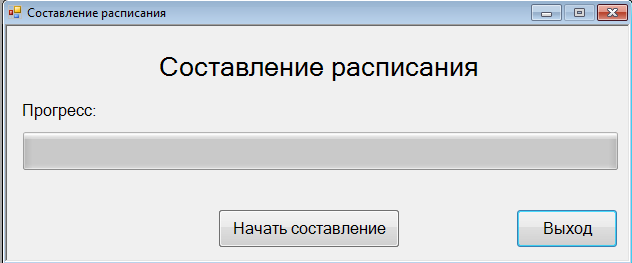 Составление расписания
Составление расписания
Прогресс:
Начать составление
Выход